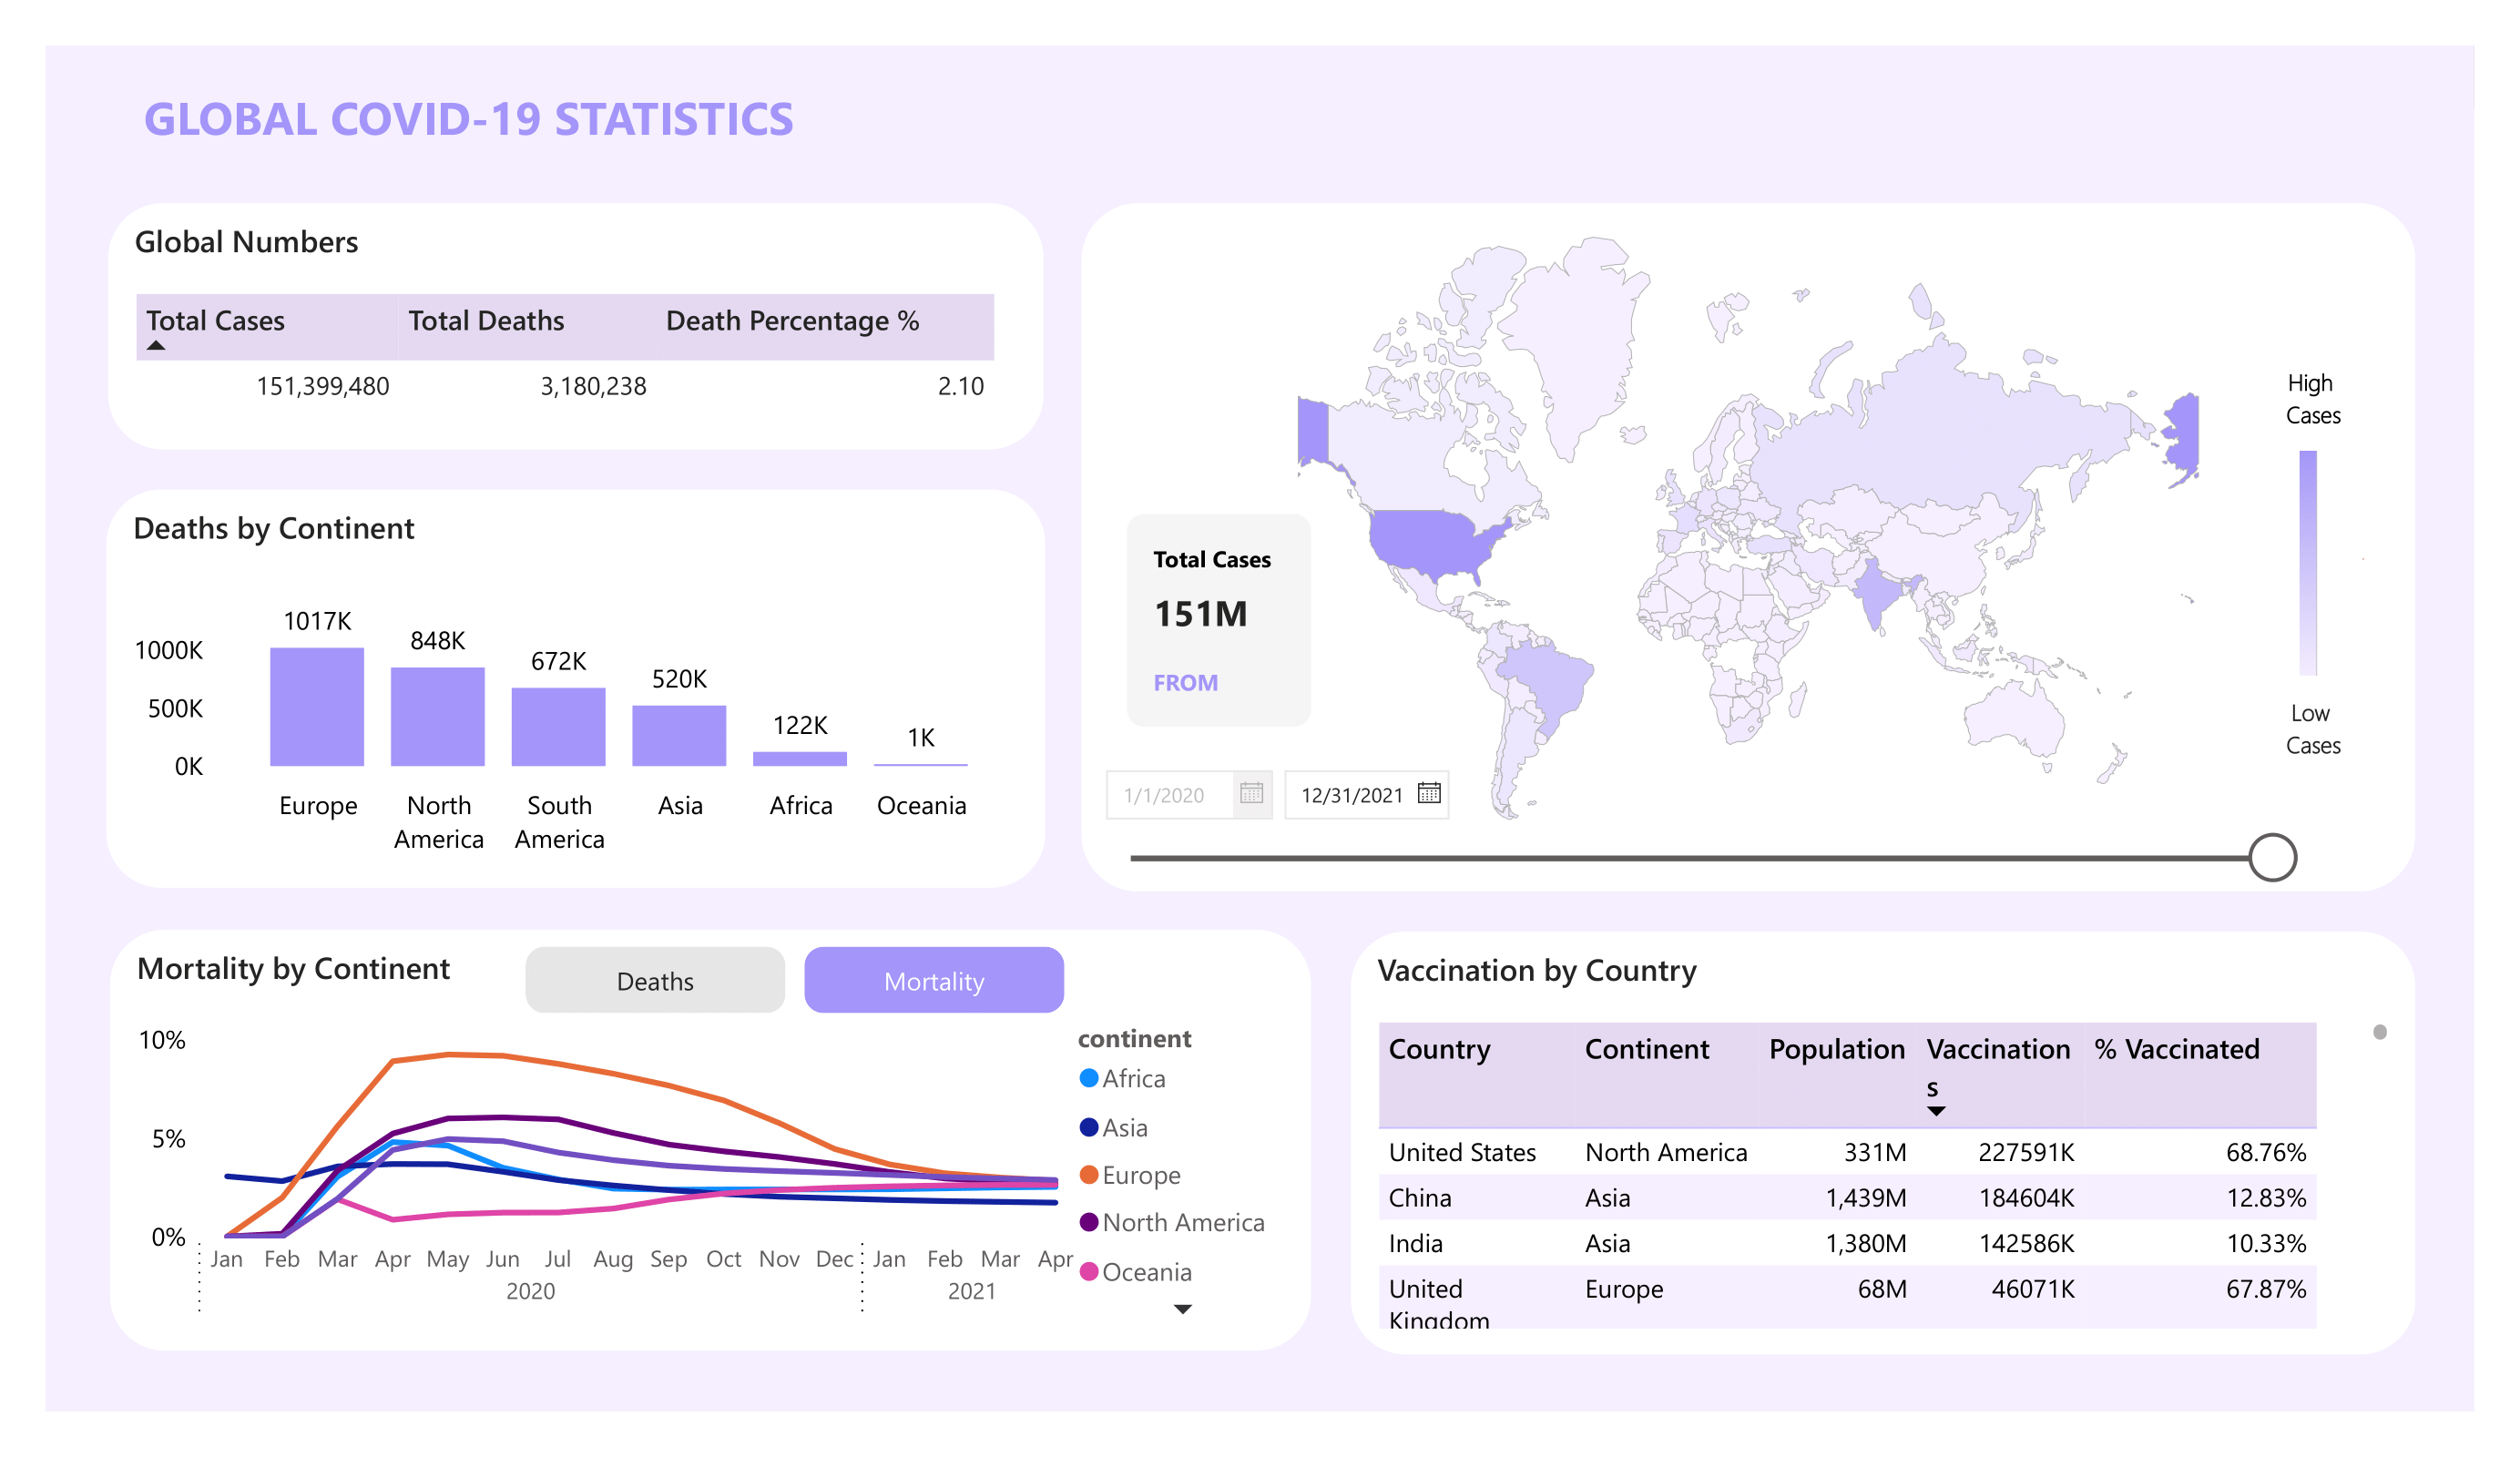 GLOBAL COVID-19 STATISTICS
Global Numbers
Total Cases Total Deaths Death Percentage %
151,399,480 3,180,238 2.10
Deaths by Continent
1000K
500K
0K
1017K
848K
672K
520K
122K
1K
Europe
North
America
South
America
Asia
Africa
Oceania
Total Cases
151M
FROM
1/1/2020
12/31/2021
High
Cases
Low
Cases
Mortality by Continent
Deaths
Mortality
10%
5%
0%
Jan Feb Mar Apr May Jun Jul Aug Sep Oct Nov Dec Jan Feb Mar Apr
2020 2021
continent
Africa
Asia
Europe
North America
Oceania
Vaccination by Country
Country Continent Population Vaccination % Vaccinated
s
United States North America 331M 227591K 68.76%
China Asia 1,439M 184604K 12.83%
India Asia 1,380M 142586K 10.33%
United Europe 68M 46071K 67.87%
Kingdom